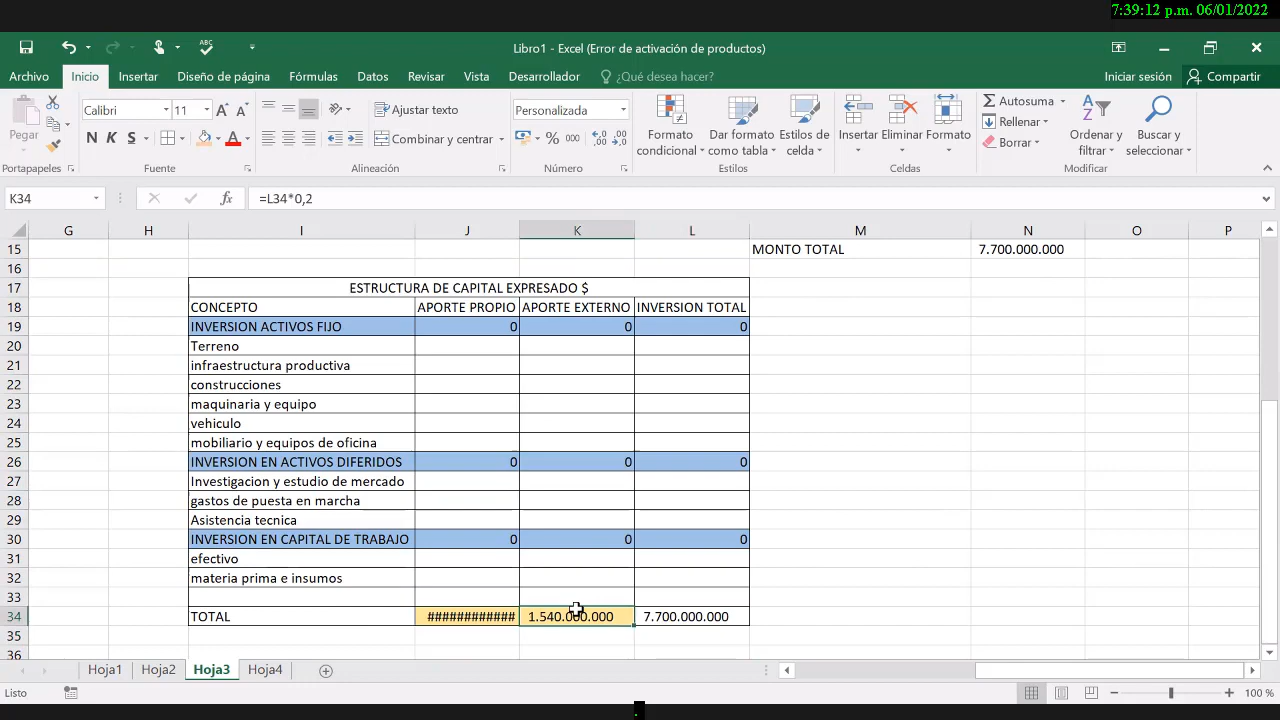 7:39:12 p.m. 06/01/2022
Libro1 - Excel (Error de activación de productos)
Archivo Inicio Insertar Diseño de página Fórmulas Datos Revisar Vista Desarrollador ¿Qué desea hacer? Iniciar sesión Compartir
Pegar
Calibri 11
N K S
Ajustar texto
Combinar y centrar
Personalizada
% 000
Formato condicional
Dar formato como tabla
Estilos de celda
Insertar Eliminar Formato
Autosuma
Rellenar
Borrar
Ordenar y filtrar
Buscar y seleccionar
Portapapeles Fuente Alineación Número Estilos Celdas Modificar
K34 fx =L34*0,2
G H I J K L M N O P
15 MONTO TOTAL 7.700.000.000
16
17 ESTRUCTURA DE CAPITAL EXPRESADO $
18 CONCEPTO APORTE PROPIO APORTE EXTERNO INVERSION TOTAL
19 INVERSION ACTIVOS FIJO 0 0 0
20 Terreno
21 infraestructura productiva
22 construcciones
23 maquinaria y equipo
24 vehiculo
25 mobiliario y equipos de oficina
26 INVERSION EN ACTIVOS DIFERIDOS 0 0 0
27 Investigacion y estudio de mercado
28 gastos de puesta en marcha
29 Asistencia tecnica
30 INVERSION EN CAPITAL DE TRABAJO 0 0 0
31 efectivo
32 materia prima e insumos
33
34 TOTAL ############ 1.540.000.000 7.700.000.000
35
36
Hoja1 Hoja2 Hoja3 Hoja4
Listo 100 %